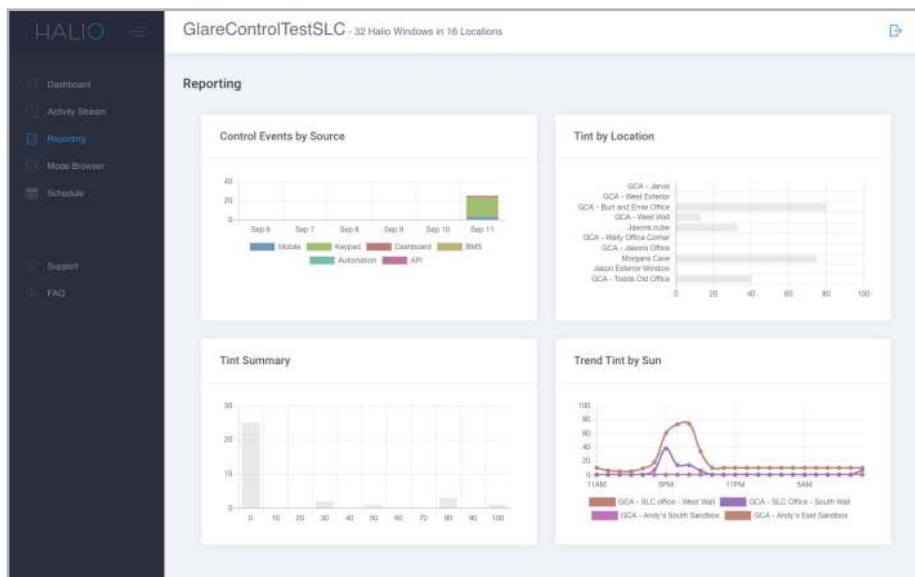 HALIO
GlareControlTestSLC - 32 Halio Windows in 16 Locations
Dashboard
Activity Stream
Reporting
Mode Browser
Schedule
Support
FAQ
Reporting
Control Events by Source
40
20
0
Sep 6 Sep 7 Sep 8 Sep 9 Sep 10 Sep 11
Mobile Keypad Dashboard BMS
Automation API
Tint by Location
GCA - Jarvis
GCA - West Exterior
GCA - Burt and Ernie Office
GCA - West Wall
Jasons cube
GCA - Wally Office Corner
GCA - Jasons Office
Morgans Cave
Jason Exterior Window
GCA - Todds Old Office
0 20 40 60 80 100
Tint Summary
30
20
10
0
0 10 20 30 40 50 60 70 80 90 100
Trend Tint by Sun
100
80
60
40
20
0
11AM 5PM 11PM 5AM
GCA - SLC office - West Wall GCA - SLC Office - South Wall
GCA - Andy's South Sandbox GCA - Andy's East Sandbox